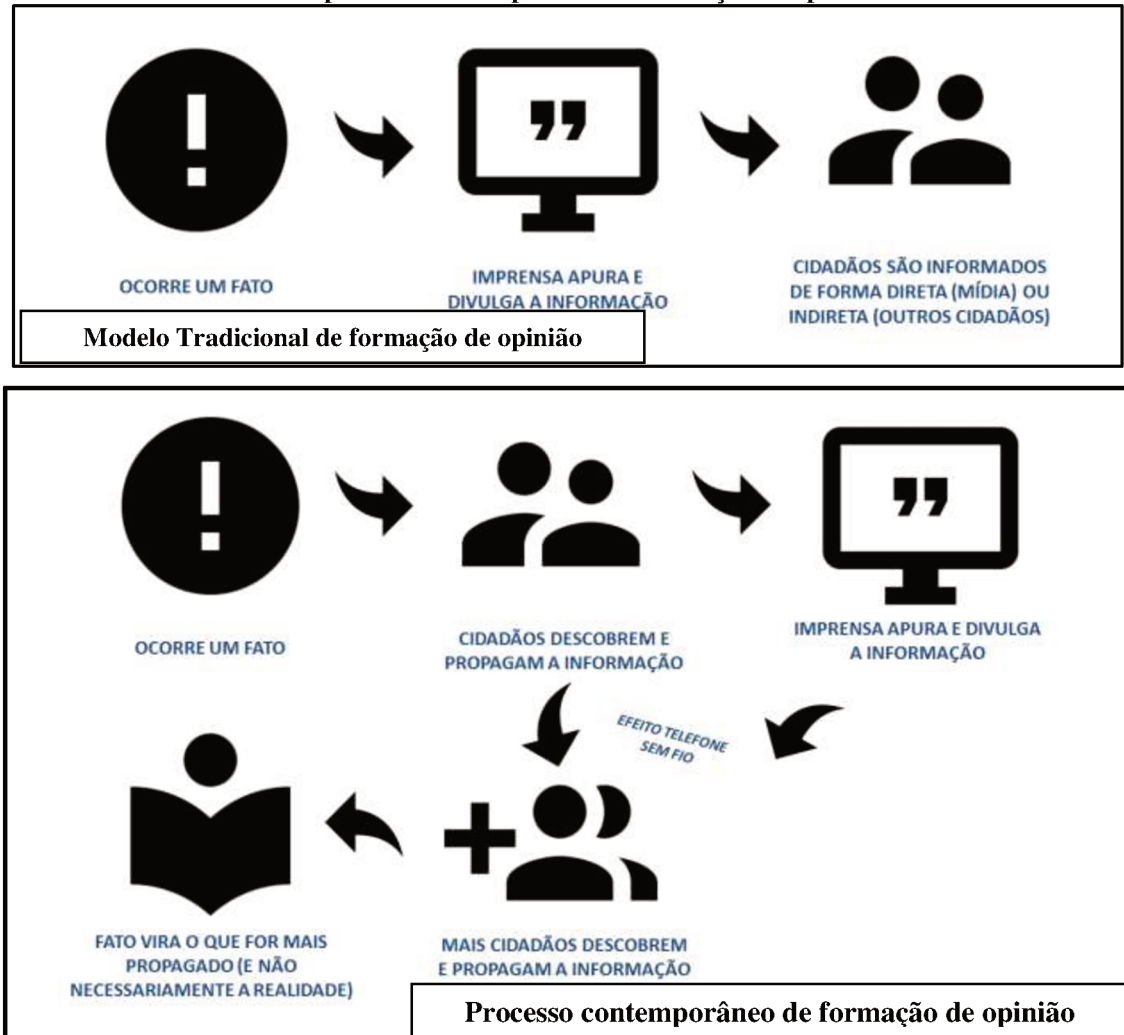 OCORRE UM FATO
IMPRENSA APURA E
DIVULGA A INFORMAÇÃO
CIDADÃOS SÃO INFORMADOS
DE FORMA DIRETA (MÍDIA) OU
INDIRETA (OUTROS CIDADÃOS)
Modelo Tradicional de formação de opinião
OCORRE UM FATO
CIDADÃOS DESCOBREM E
PROPAGAM A INFORMAÇÃO
IMPRENSA APURA E DIVULGA
A INFORMAÇÃO
EFEITO TELEFONE
SEM FIO
FATO VIRA O QUE FOR MAIS
PROPAGADO (E NÃO
NECESSARIAMENTE A REALIDADE)
MAIS CIDADÃOS DESCOBREM
E PROPAGAM A INFORMAÇÃO
Processo contemporâneo de formação de opinião